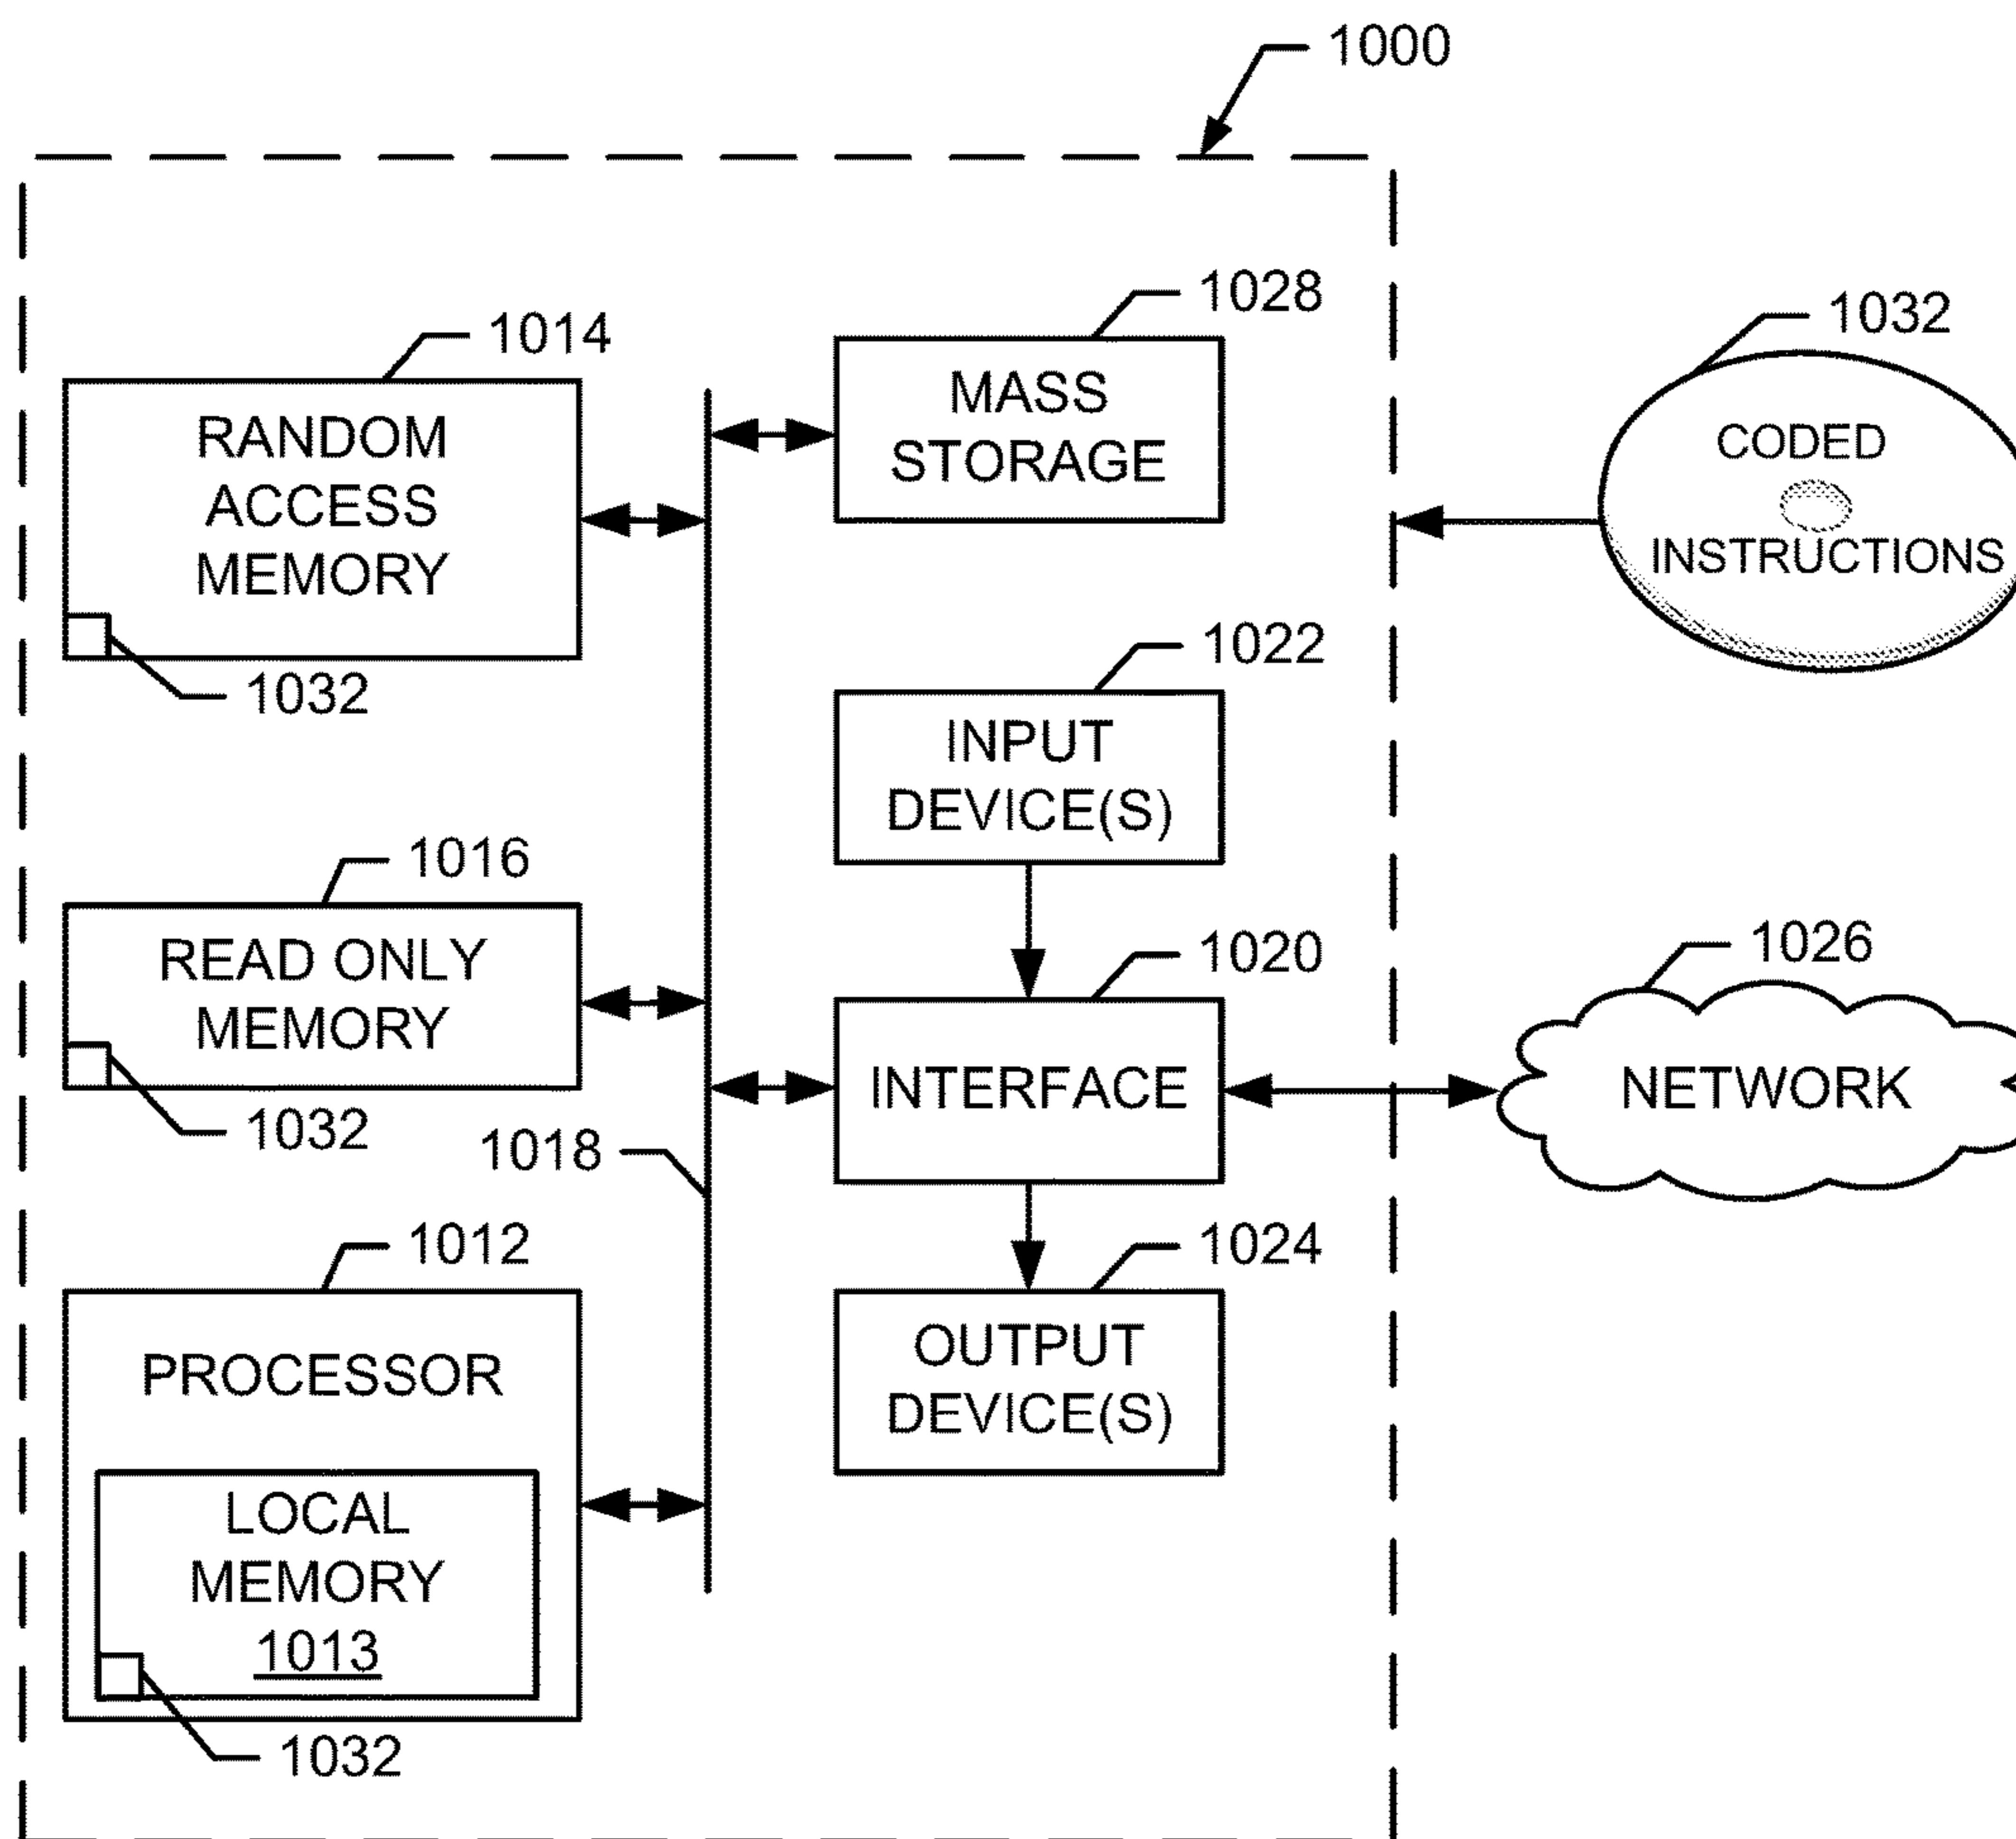 1000
1028
1014
1032
MASS
STORAGE
RANDOM
ACCESS
MEMORY
CODED
INSTRUCTIONS
1032
1022
INPUT
DEVICE(S)
1016
READ ONLY
MEMORY
1020
1026
INTERFACE
NETWORK
1032
1018
1012
1024
PROCESSOR
OUTPUT
DEVICE(S)
LOCAL
MEMORY
1013
1032